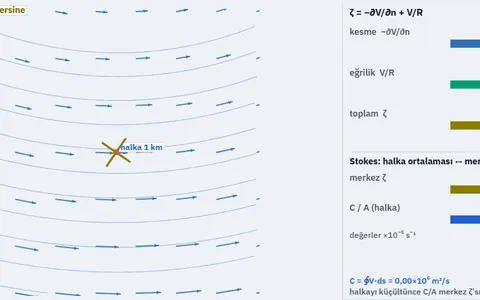 ersine
halka 1 km
ζ = −∂V/∂n + V/R
kesme −∂V/∂n
eğrilik V/R
toplam ζ
Stokes: halka ortalaması ↔ mer
merkez ζ
C / A (halka)
değerler ×10⁻⁵ s⁻¹
C = ∮V·ds = 0,00×10⁶ m²/s
halkayı küçültünce C/A merkez ζ'sı